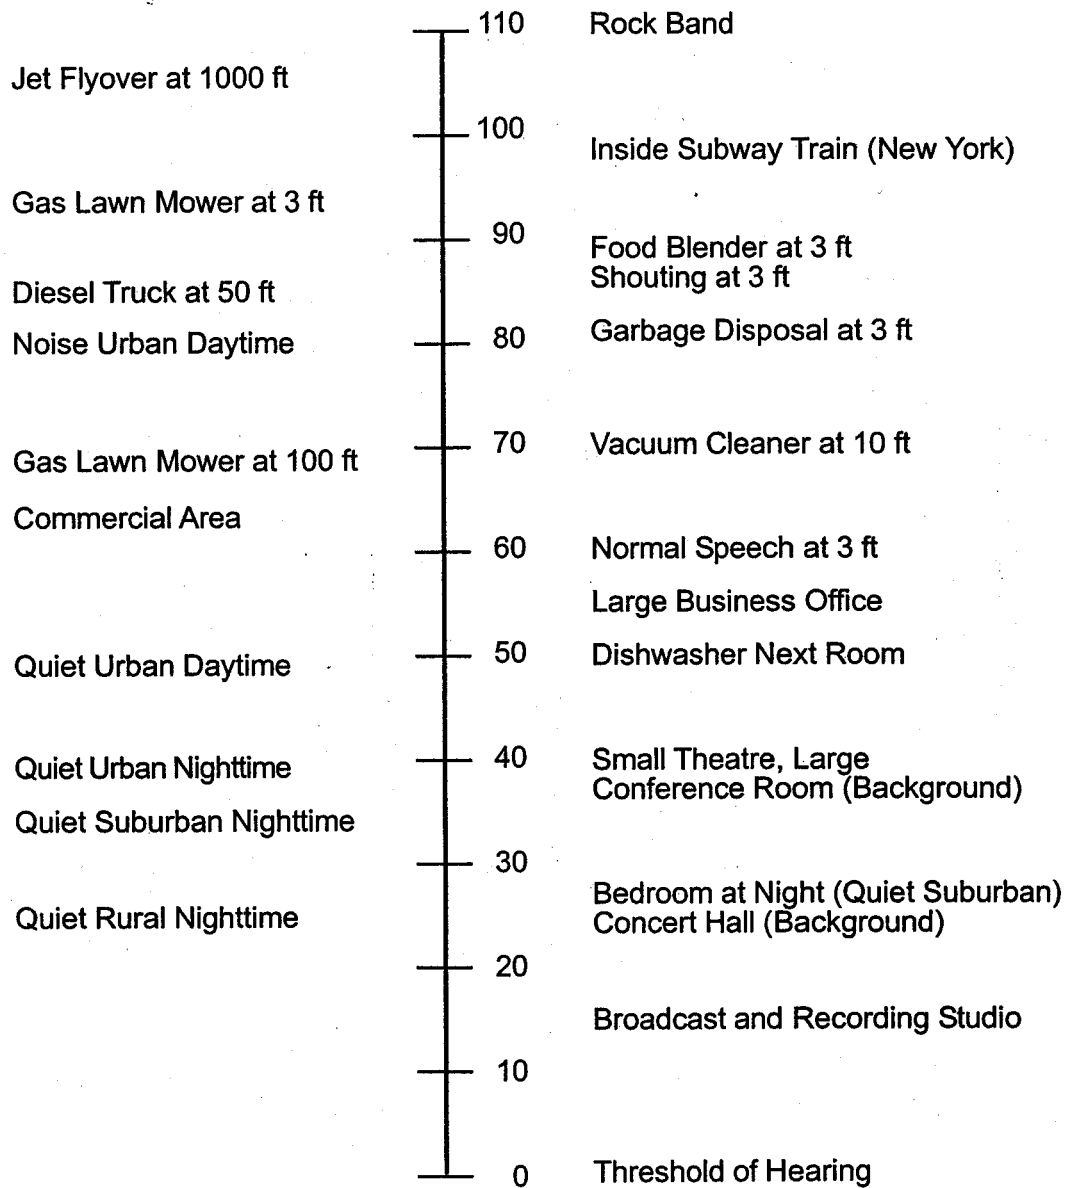 110 Rock Band
Jet Flyover at 1000 ft
100
Inside Subway Train (New York)
Gas Lawn Mower at 3 ft
90
Food Blender at 3 ft
Shouting at 3 ft
Diesel Truck at 50 ft
Garbage Disposal at 3 ft
Noise Urban Daytime 80
70 Vacuum Cleaner at 10 ft
Gas Lawn Mower at 100 ft
Commercial Area
60 Normal Speech at 3 ft
Large Business Office
50 Dishwasher Next Room
Quiet Urban Daytime
40 Small Theatre, Large
Quiet Urban Nighttime
Conference Room (Background)
Quiet Suburban Nighttime
30
Bedroom at Night (Quiet Suburban)
Quiet Rural Nighttime
Concert Hall (Background)
20
Broadcast and Recording Studio
10
0 Threshold of Hearing